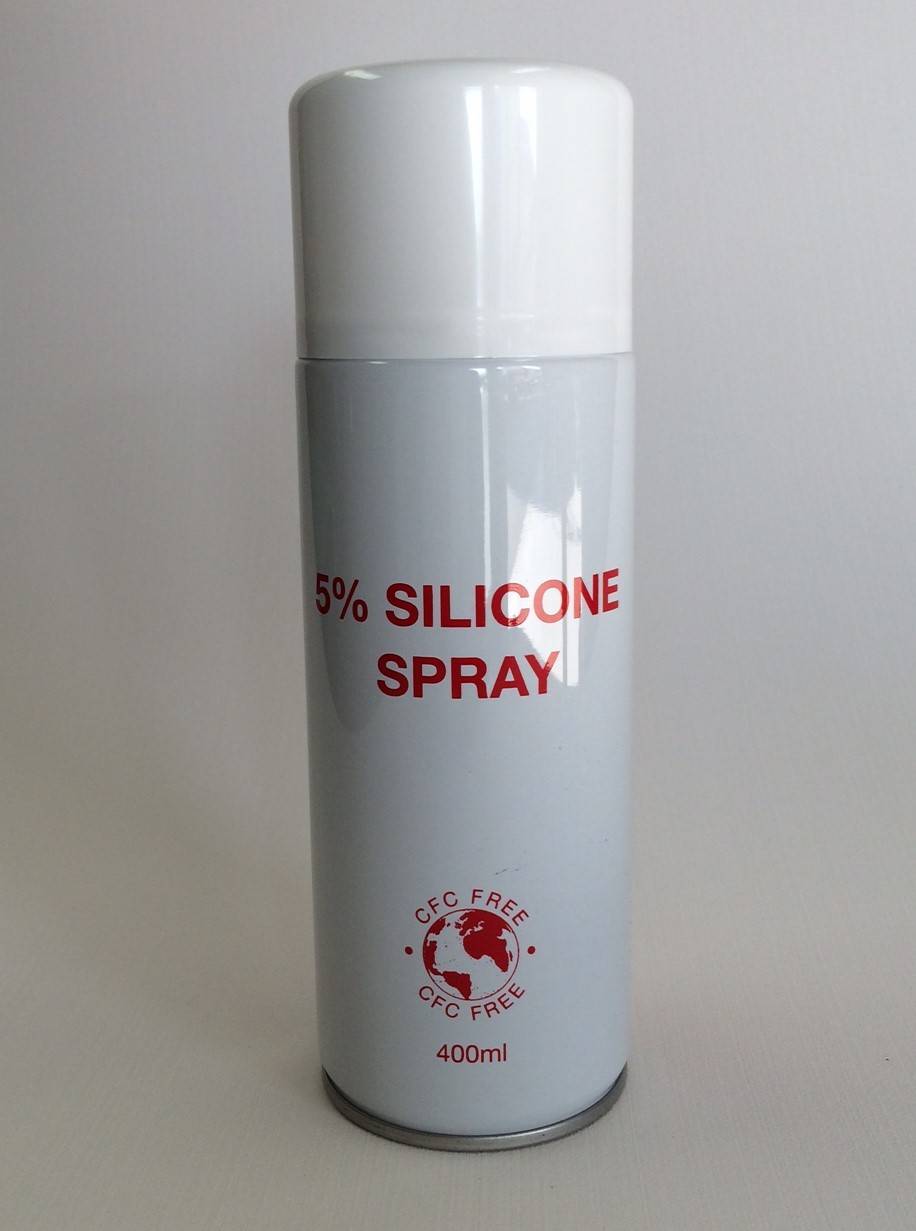 5% SILICONE
SPRAY
CFC FREE
CFC FREE
400ml